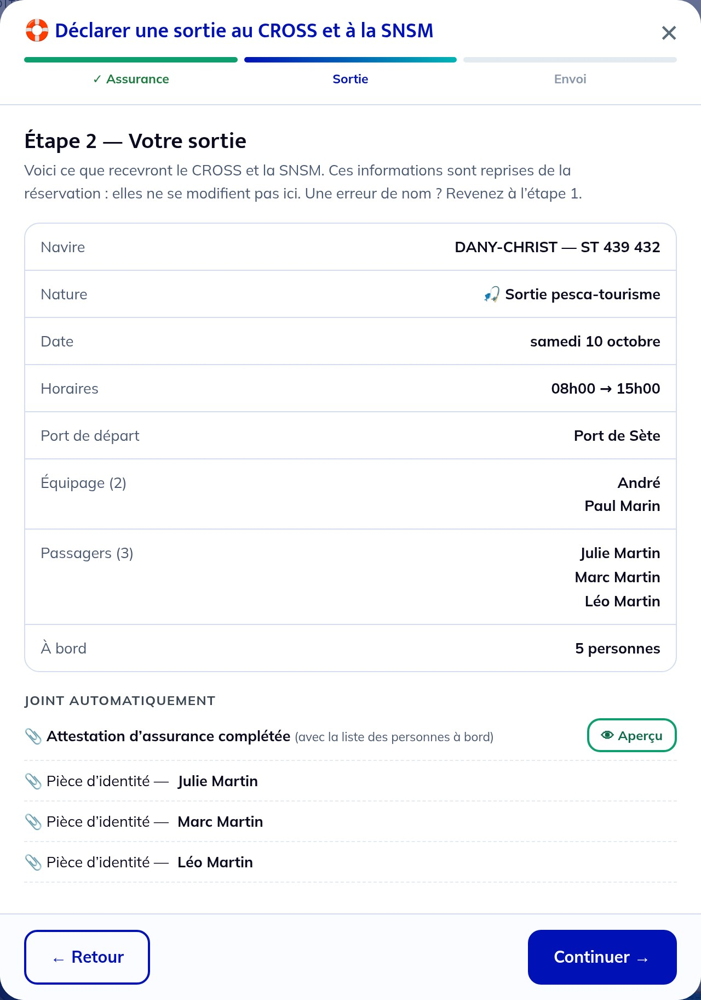 Déclarer une sortie au CROSS et à la SNSM
✓ Assurance
Sortie
Envoi
Étape 2 — Votre sortie
Voici ce que recevront le CROSS et la SNSM. Ces informations sont reprises de la
réservation : elles ne se modifient pas ici. Une erreur de nom ? Revenez à l’étape 1.
Navire DANY-CHRIST — ST 439 432
Nature Sortie pesca-tourisme
Date samedi 10 octobre
Horaires 08h00 → 15h00
Port de départ Port de Sète
Équipage (2) André
Paul Marin
Passagers (3) Julie Martin
Marc Martin
Léo Martin
À bord 5 personnes
JOINT AUTOMATIQUEMENT
Attestation d’assurance complétée (avec la liste des personnes à bord) Aperçu
Pièce d’identité — Julie Martin
Pièce d’identité — Marc Martin
Pièce d’identité — Léo Martin
← Retour
Continuer →